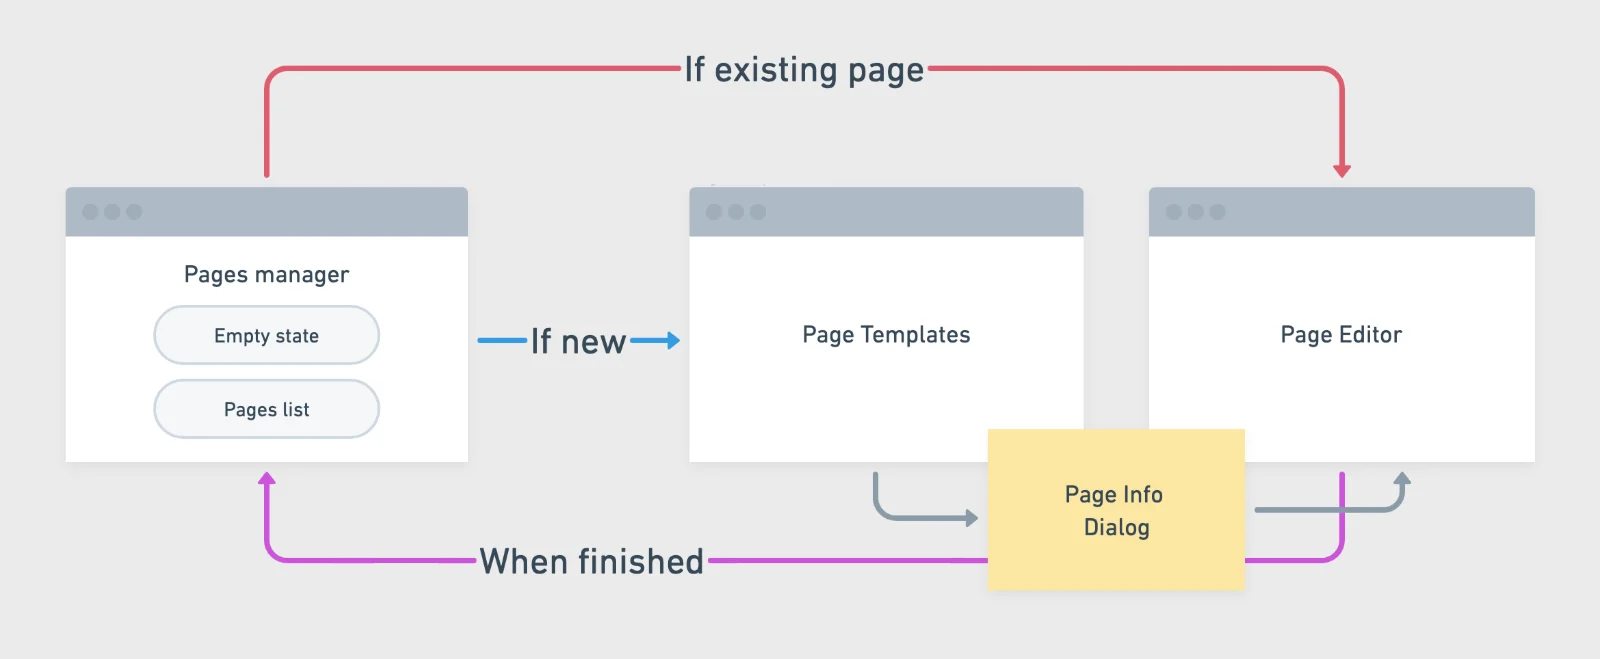 If existing page
Pages manager
Empty state
Pages list
If new
Page Templates
Page Editor
Page Info
Dialog
When finished